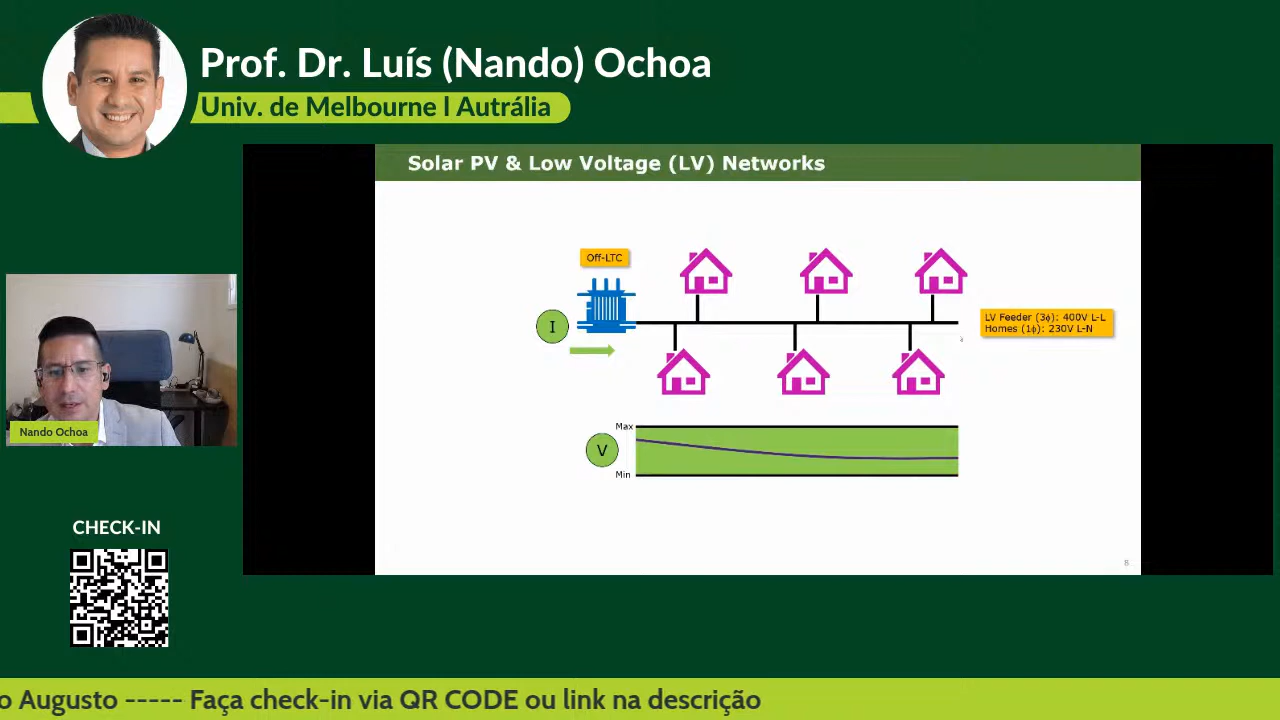 Prof. Dr. Luís (Nando) Ochoa
Univ. de Melbourne l Autrália
Solar PV & Low Voltage (LV) Networks
Off-LTC
I
LV Feeder (3ϕ): 400V L-L
Homes (1ϕ): 230V L-N
Nando Ochoa
Max
V
Min
CHECK-IN
8
o Augusto ----- Faça check-in via QR CODE ou link na descrição